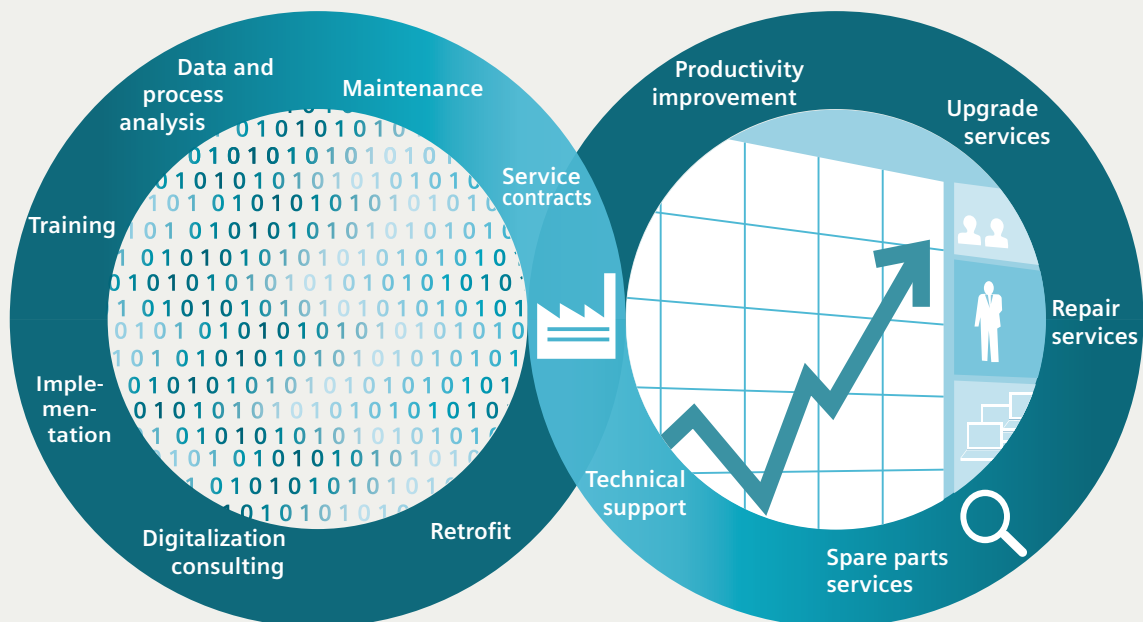 Data and
process
analysis
Maintenance
Service
contracts
Training
Imple-
men-
tation
Digitalization
consulting
Retrofit
Productivity
improvement
Upgrade
services
Repair
services
Technical
support
Spare parts
services